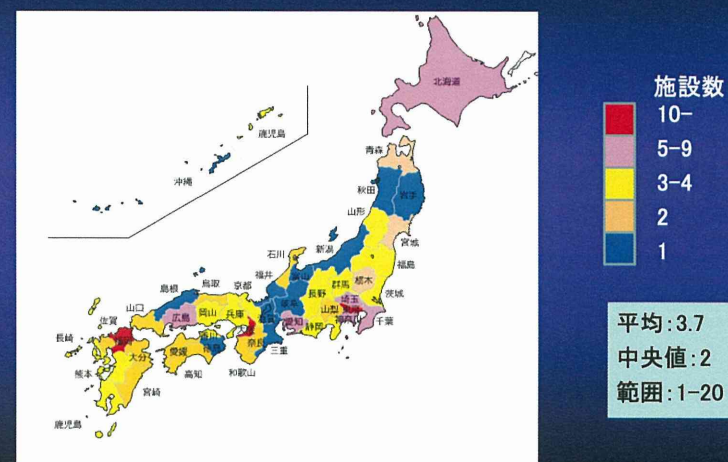 北海道
鹿児島
沖縄
青森
秋田
岩手
山形
宮城
石川
新潟
福島
富山
福井
群馬
栃木
島根
鳥取
京都
長野
埼玉
茨城
山口
岡山
兵庫
岐阜
山梨
東京
佐賀
広島
滋賀
愛知
静岡
神奈川
千葉
長崎
福岡
香川
大分
愛媛
徳島
奈良
三重
熊本
高知
和歌山
宮崎
鹿児島
施設数
10-
5-9
3-4
2
1
平均:3.7
中央値:2
範囲:1-20